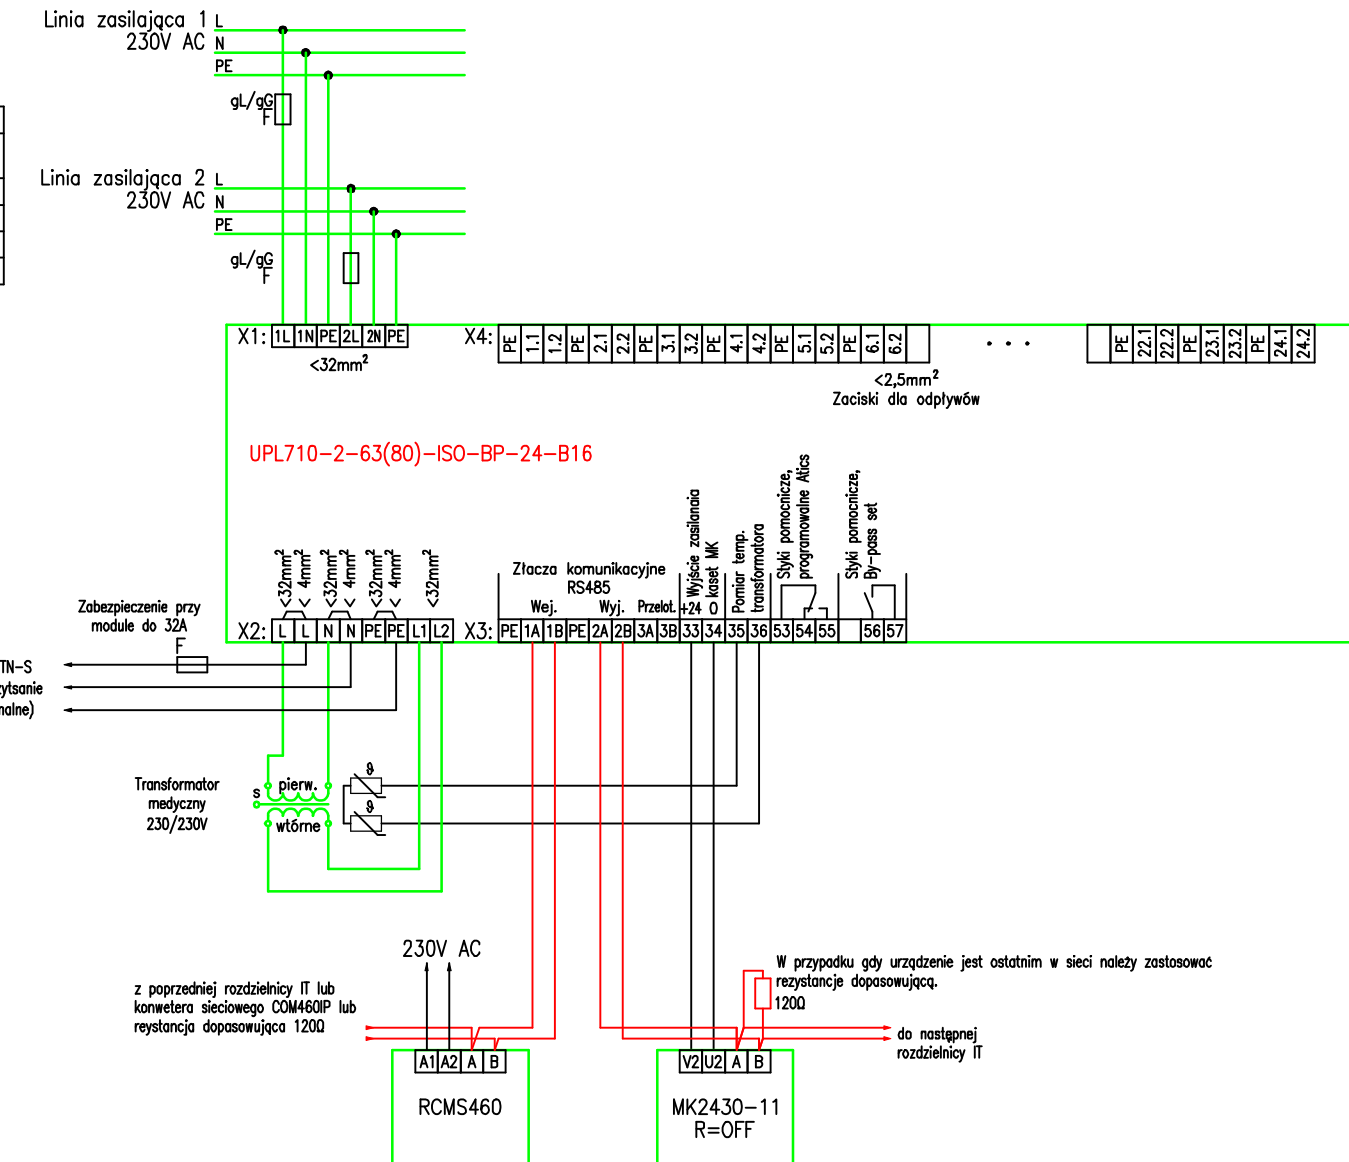 Linia zasilająca 1 L
230V AC N
PE
gL/gG
F
Linia zasilająca 2 L
230V AC N
PE
gL/gG
F
X1: 1L 1N PE 2L 2N PE
<32mm²
X4: PE 1.1 1.2 PE 2.1 2.2 PE 3.1 3.2 PE 4.1 4.2 PE 5.1 5.2 PE 6.1 6.2 . . . PE 22.1 22.2 PE 23.1 23.2 PE 24.1 24.2
<2,5mm²
Zaciski dla odpływów
UPL710-2-63(80)-ISO-BP-24-B16
<32mm² < 4mm² <32mm² < 4mm² <32mm² < 4mm² <32mm²
X2: L L N N PE PE L1 L2
Złacza komunikacyjne
RS485
Wej. Wyj. Przelot.
Wyjście zasilanaia
kaset MK
+24 0
Pomiar temp.
transformatora
Styki pomocnicze,
programowalne Atics
Styki pomocnicze,
By-pass set
X3: PE 1A 1B PE 2A 2B 3A 3B 33 34 35 36 53 54 55 56 57
Zabezpieczenie przy
module do 32A
F
TN-S
ytsanie
nalne)
Transformator
medyczny
230/230V
s
pierw.
wtórne
ϑ
ϑ
230V AC
z poprzedniej rozdzielnicy IT lub
konwetera sieciowego COM460IP lub
reystancja dopasowująca 120Ω
A1 A2 A B
RCMS460
W przypadku gdy urządzenie jest ostatnim w sieci należy zastosować
rezystancje dopasowującą.
120Ω
do następnej
rozdzielnicy IT
V2 U2 A B
MK2430-11
R=OFF